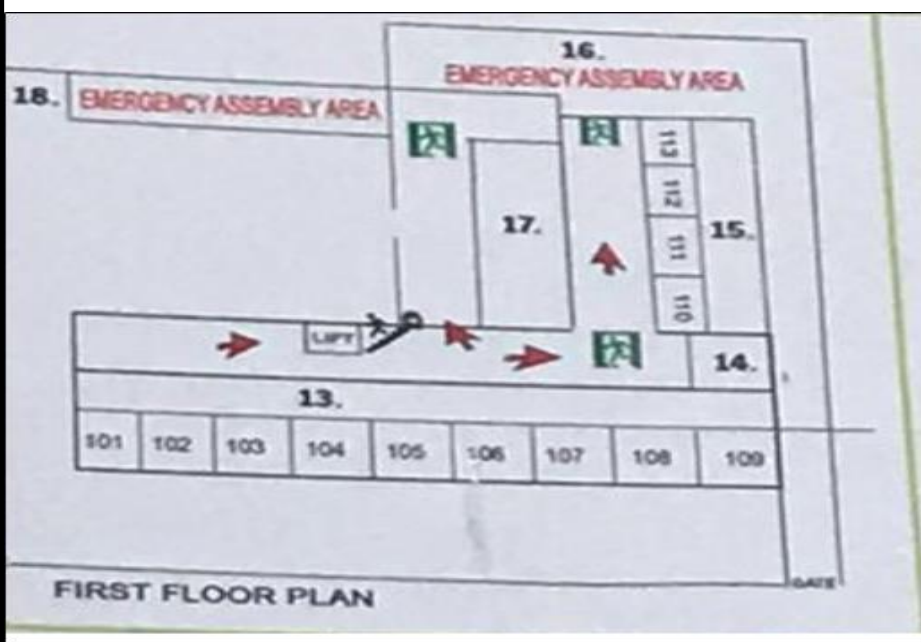 16.
EMERGENCY ASSEMBLY AREA
18. EMERGENCY ASSEMBLY AREA
113
112
17.
15.
111
110
LIFT
14.
13.
101 102 103 104 105 106 107 108 109
GATE
FIRST FLOOR PLAN